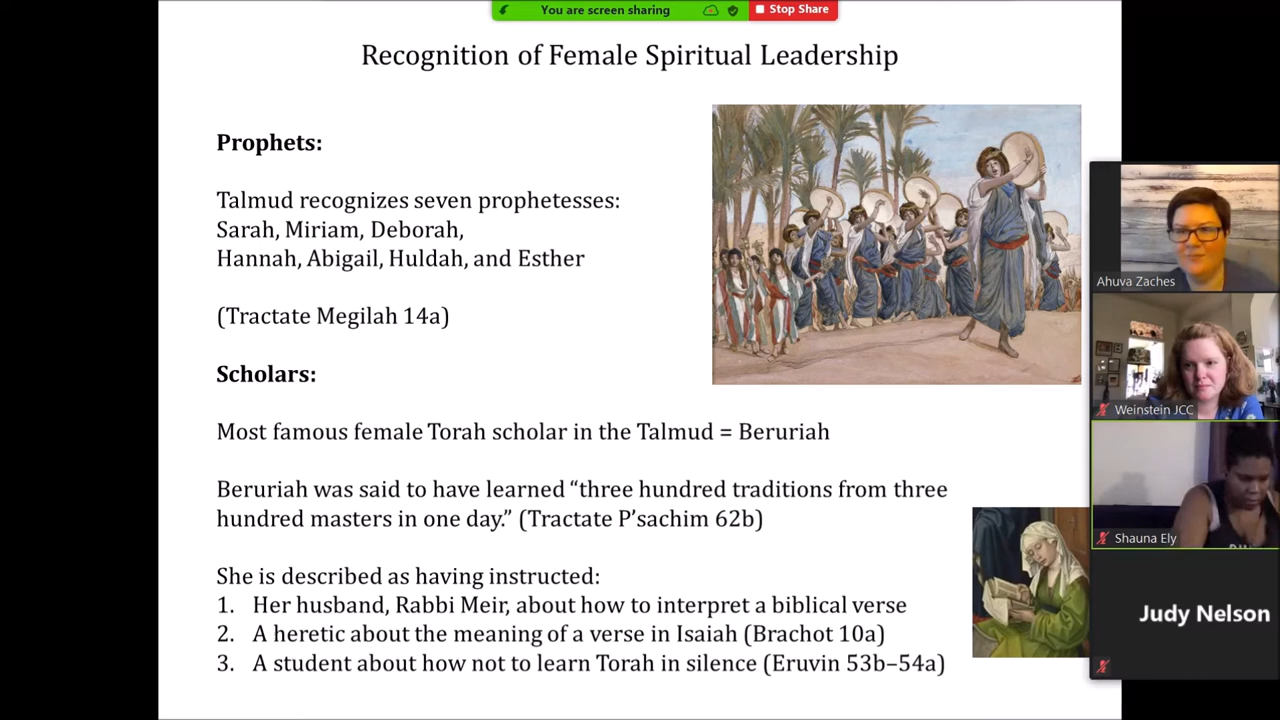 You are screen sharing
Stop Share
Recognition of Female Spiritual Leadership
Prophets:
Talmud recognizes seven prophetesses:
Sarah, Miriam, Deborah,
Hannah, Abigail, Huldah, and Esther
(Tractate Megilah 14a)
Scholars:
Most famous female Torah scholar in the Talmud = Beruriah
Beruriah was said to have learned “three hundred traditions from three
hundred masters in one day.” (Tractate P’sachim 62b)
She is described as having instructed:
1. Her husband, Rabbi Meir, about how to interpret a biblical verse
2. A heretic about the meaning of a verse in Isaiah (Brachot 10a)
3. A student about how not to learn Torah in silence (Eruvin 53b–54a)
Ahuva Zaches
Weinstein JCC
Shauna Ely
Judy Nelson